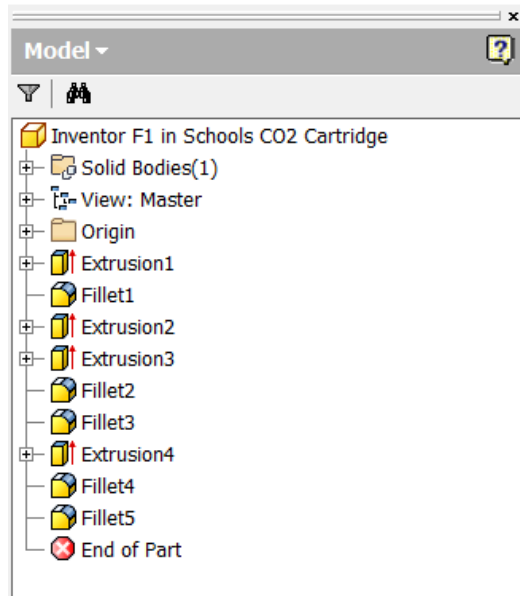 x
Model
?
Inventor F1 in Schools CO2 Cartridge
Solid Bodies(1)
View: Master
Origin
Extrusion1
Fillet1
Extrusion2
Extrusion3
Fillet2
Fillet3
Extrusion4
Fillet4
Fillet5
End of Part